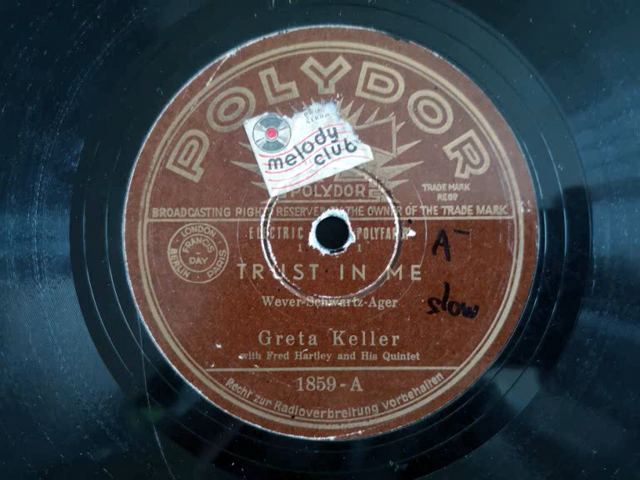 POLYDOR
melody
club
POLYDOR
TRADE MARK
REGD
BROADCASTING RIGHTS RESERVED BY THE OWNER OF THE TRADE MARK
ELECTRIC POLYFAR
LONDON
FRANCIS
&
DAY
BERLIN
PARIS
TRUST IN ME
A-
slow
Wever-Schwartz-Ager
Greta Keller
with Fred Hartley and His Quintet
1859-A
Recht zur Radioverbreitung vorbehalten